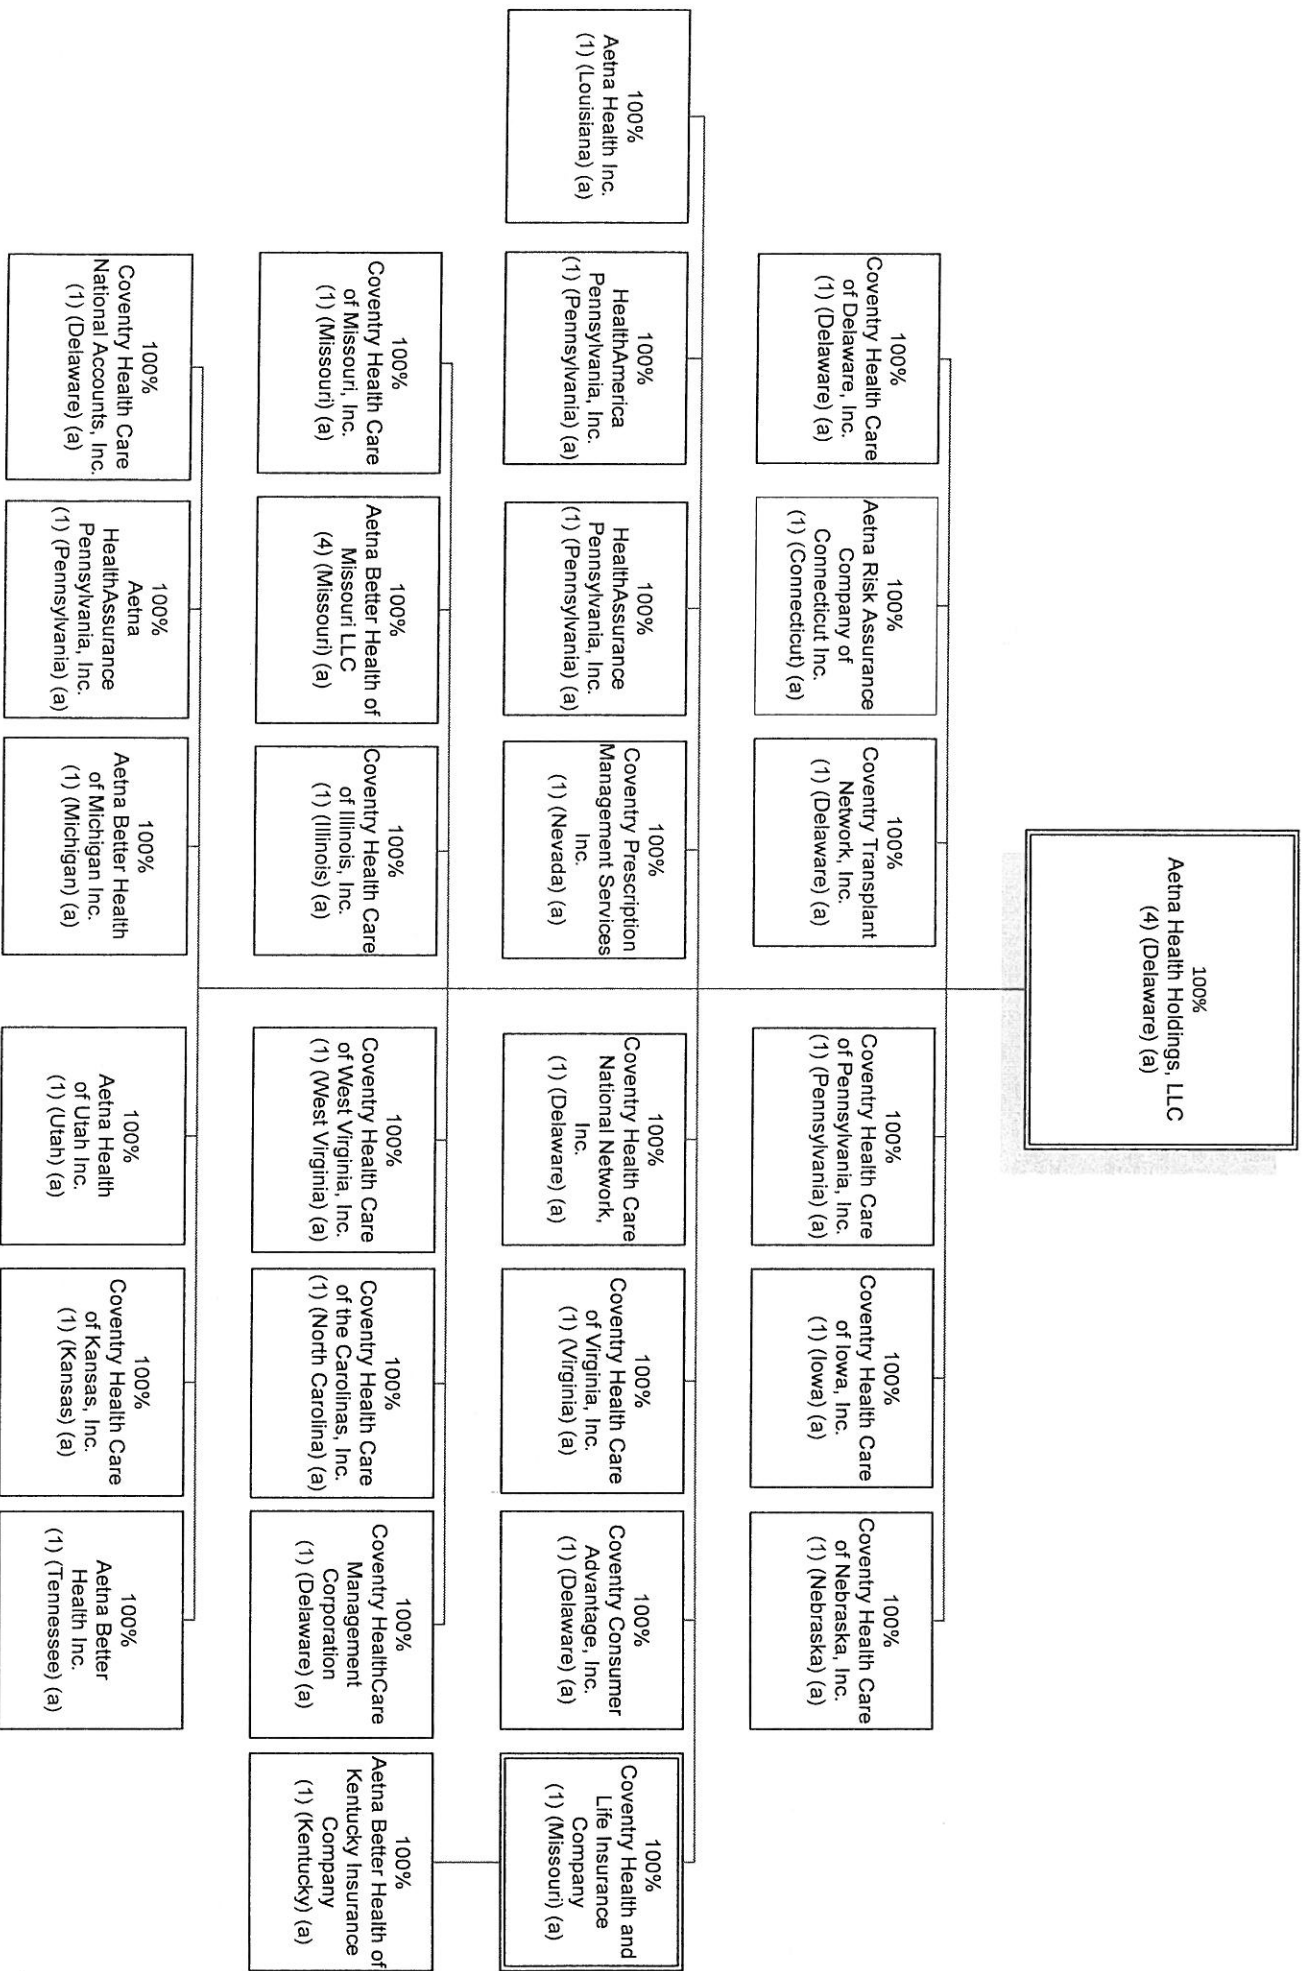 100%
Aetna Health Holdings, LLC
(4) (Delaware) (a)
100%
Coventry Health Care
of Delaware, Inc.
(1) (Delaware) (a)
100%
Aetna Risk Assurance
Company of
Connecticut Inc.
(1) (Connecticut) (a)
100%
Coventry Transplant
Network, Inc.
(1) (Delaware) (a)
100%
Coventry Health Care
of Pennsylvania, Inc.
(1) (Pennsylvania) (a)
100%
Coventry Health Care
of Iowa, Inc.
(1) (Iowa) (a)
100%
Coventry Health Care
of Nebraska, Inc.
(1) (Nebraska) (a)
100%
Aetna Health Inc.
(1) (Louisiana) (a)
100%
HealthAmerica
Pennsylvania, Inc.
(1) (Pennsylvania) (a)
100%
HealthAssurance
Pennsylvania, Inc.
(1) (Pennsylvania) (a)
100%
Coventry Prescription
Management Services
Inc.
(1) (Nevada) (a)
100%
Coventry Health Care
National Network,
Inc.
(1) (Delaware) (a)
100%
Coventry Health Care
of Virginia, Inc.
(1) (Virginia) (a)
100%
Coventry Consumer
Advantage, Inc.
(1) (Delaware) (a)
100%
Coventry Health and
Life Insurance
Company
(1) (Missouri) (a)
100%
Coventry Health Care
of Missouri, Inc.
(1) (Missouri) (a)
100%
Aetna Better Health of
Missouri LLC
(4) (Missouri) (a)
100%
Coventry Health Care
of Illinois, Inc.
(1) (Illinois) (a)
100%
Coventry Health Care
of West Virginia, Inc.
(1) (West Virginia) (a)
100%
Coventry Health Care
of the Carolinas, Inc.
(1) (North Carolina) (a)
100%
Coventry HealthCare
Management
Corporation
(1) (Delaware) (a)
100%
Aetna Better Health of
Kentucky Insurance
Company
(1) (Kentucky) (a)
100%
Coventry Health Care
National Accounts, Inc.
(1) (Delaware) (a)
100%
Aetna
HealthAssurance
Pennsylvania, Inc.
(1) (Pennsylvania) (a)
100%
Aetna Better Health
of Michigan Inc.
(1) (Michigan) (a)
100%
Aetna Health
of Utah Inc.
(1) (Utah) (a)
100%
Coventry Health Care
of Kansas, Inc.
(1) (Kansas) (a)
100%
Aetna Better
Health Inc.
(1) (Tennessee) (a)